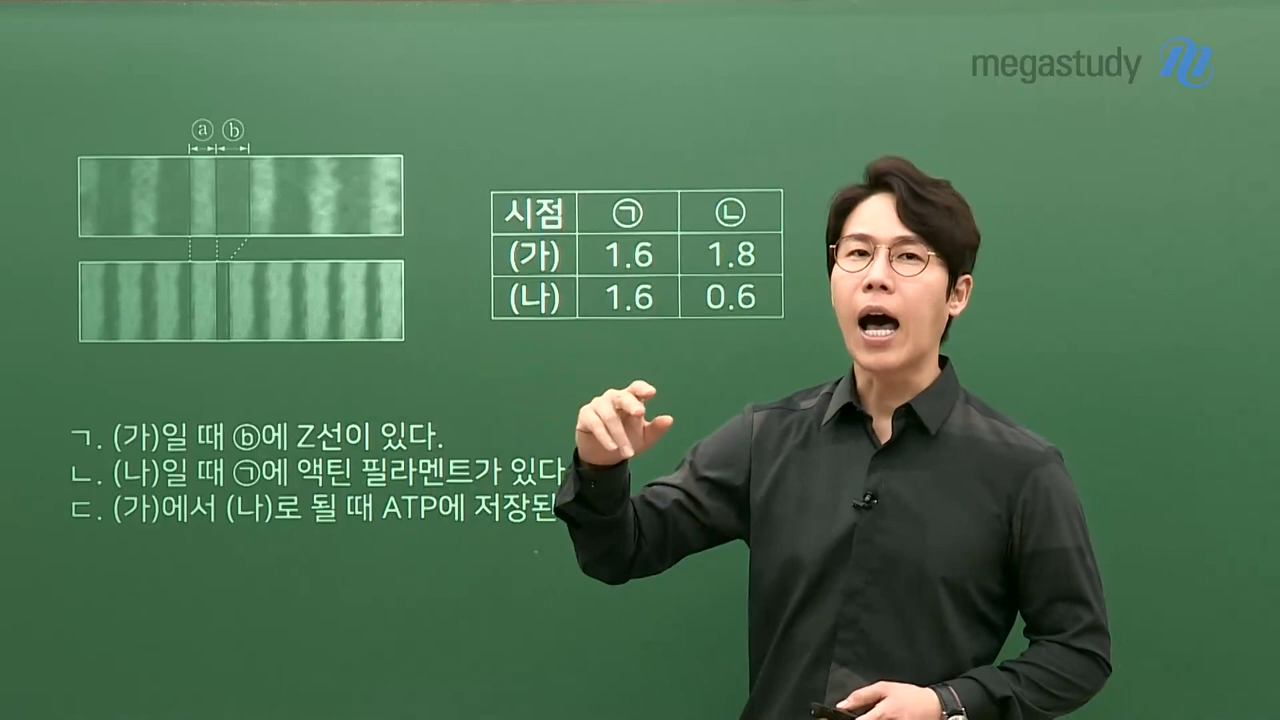 megastudy
ⓐ ⓑ
시점 ㉠ ㉡
(가) 1.6 1.8
(나) 1.6 0.6
ㄱ. (가)일 때 ⓑ에 Z선이 있다.
ㄴ. (나)일 때 ㉠에 액틴 필라멘트가 있다
ㄷ. (가)에서 (나)로 될 때 ATP에 저장된